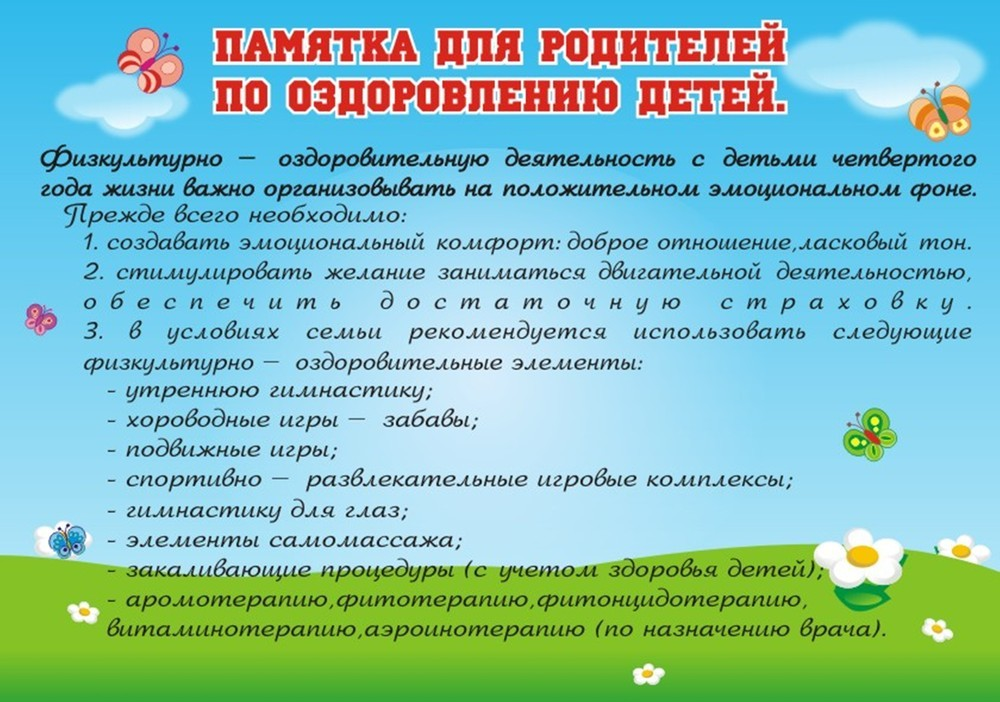 ПАМЯТКА ДЛЯ РОДИТЕЛЕЙ
ПО ОЗДОРОВЛЕНИЮ ДЕТЕЙ.
Физкультурно – оздоровительную деятельность с детьми четвертого
года жизни важно организовывать на положительном эмоциональном фоне.
Прежде всего необходимо:
1. создавать эмоциональный комфорт: доброе отношение,ласковый тон.
2. стимулировать желание заниматься двигательной деятельностью,
обеспечить достаточную страховку.
3. в условиях семьи рекомендуется использовать следующие
физкультурно – оздоровительные элементы:
- утреннюю гимнастику;
- хороводные игры – забавы;
- подвижные игры;
- спортивно – развлекательные игровые комплексы;
- гимнастику для глаз;
- элементы самомассажа;
- закаливающие процедуры (с учетом здоровья детей);
- аромотерапию,фитотерапию,фитонцидотерапию,
витаминотерапию,аэроинотерапию (по назначению врача).